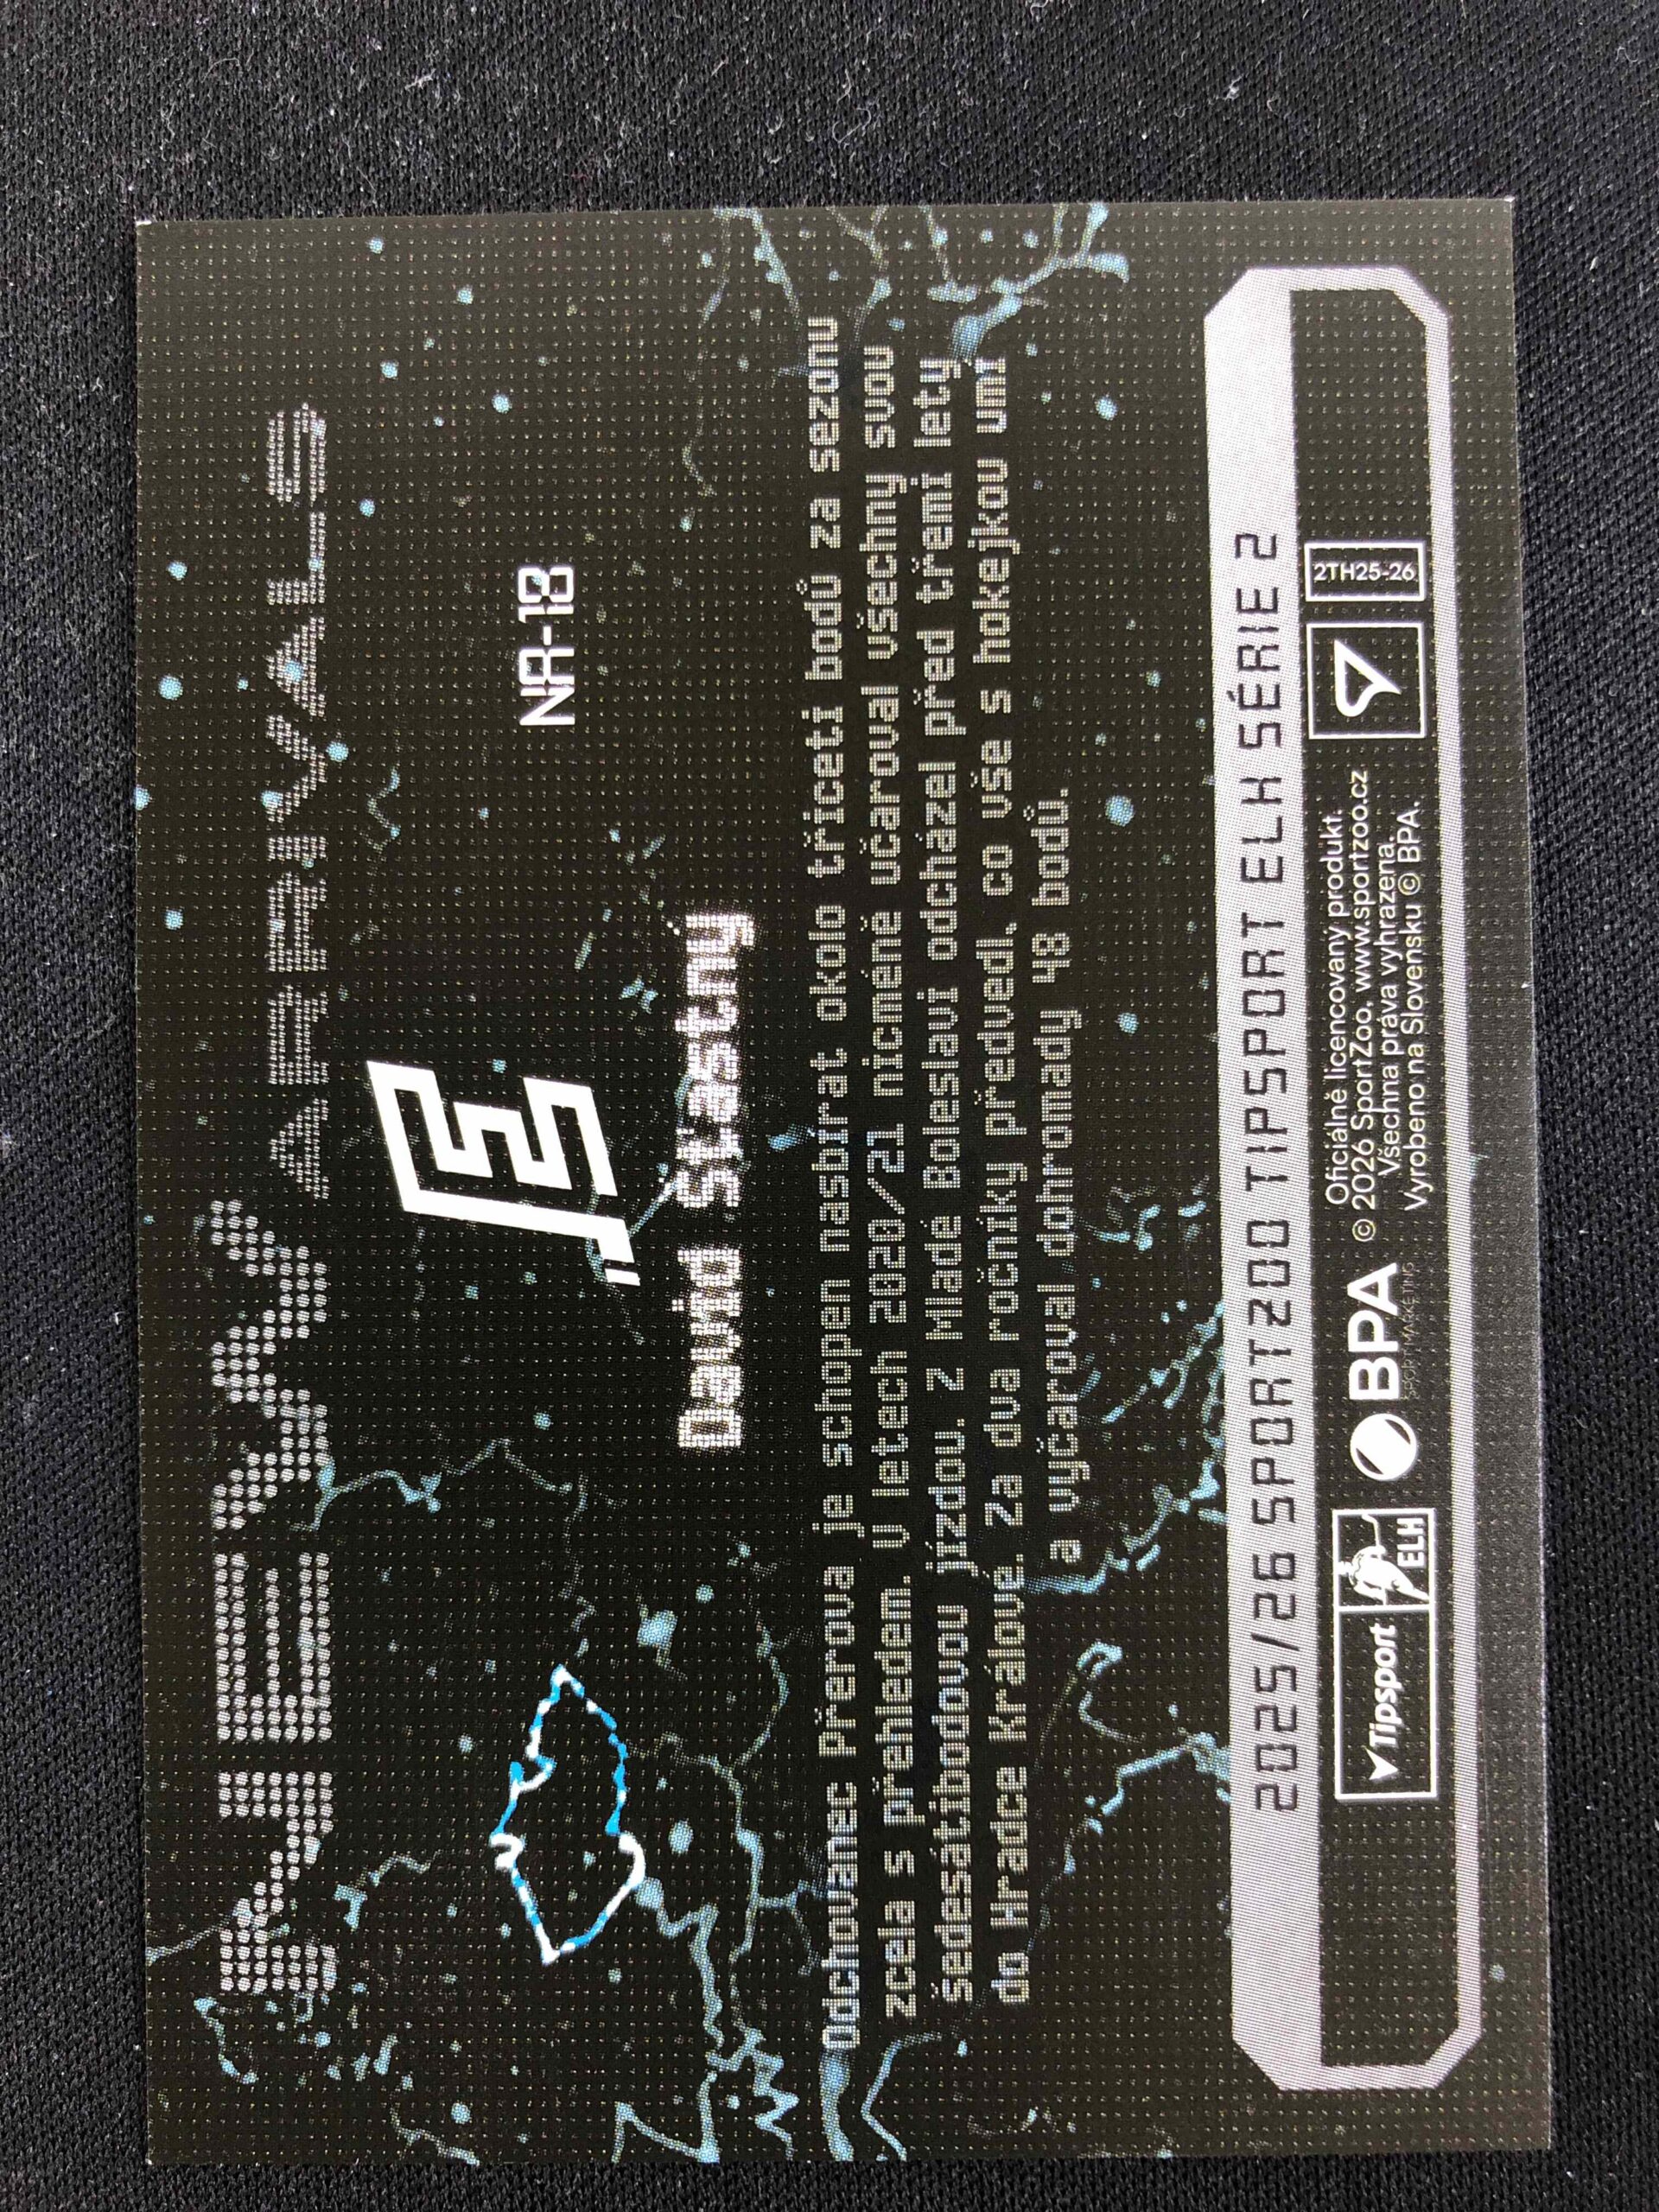 NEW ARRIVALS
NA-18
David Šťastný
Odchovanec Přerova je schopen nasbírat okolo třiceti bodů za sezonu
zcela s přehledem. V letech 2020/21 nicméně učaroval všechny svou
šedesátibodovou jízdou. Z Mladé Boleslavi odcházel před třemi lety
do Hradce Králové. Za dva ročníky předvedl, co vše s hokejkou umí
a vyčaroval dohromady 48 bodů.
2025/26 SPORTZOO TIPSPORT ELH SÉRIE 2
Tipsport
ELH
BPA
SPORT MARKETING
Oficiálně licencovaný produkt.
© 2026 SportZoo. www.sportzoo.cz
Všechna práva vyhrazena.
Vyrobeno na Slovensku © BPA.
2TH25-26